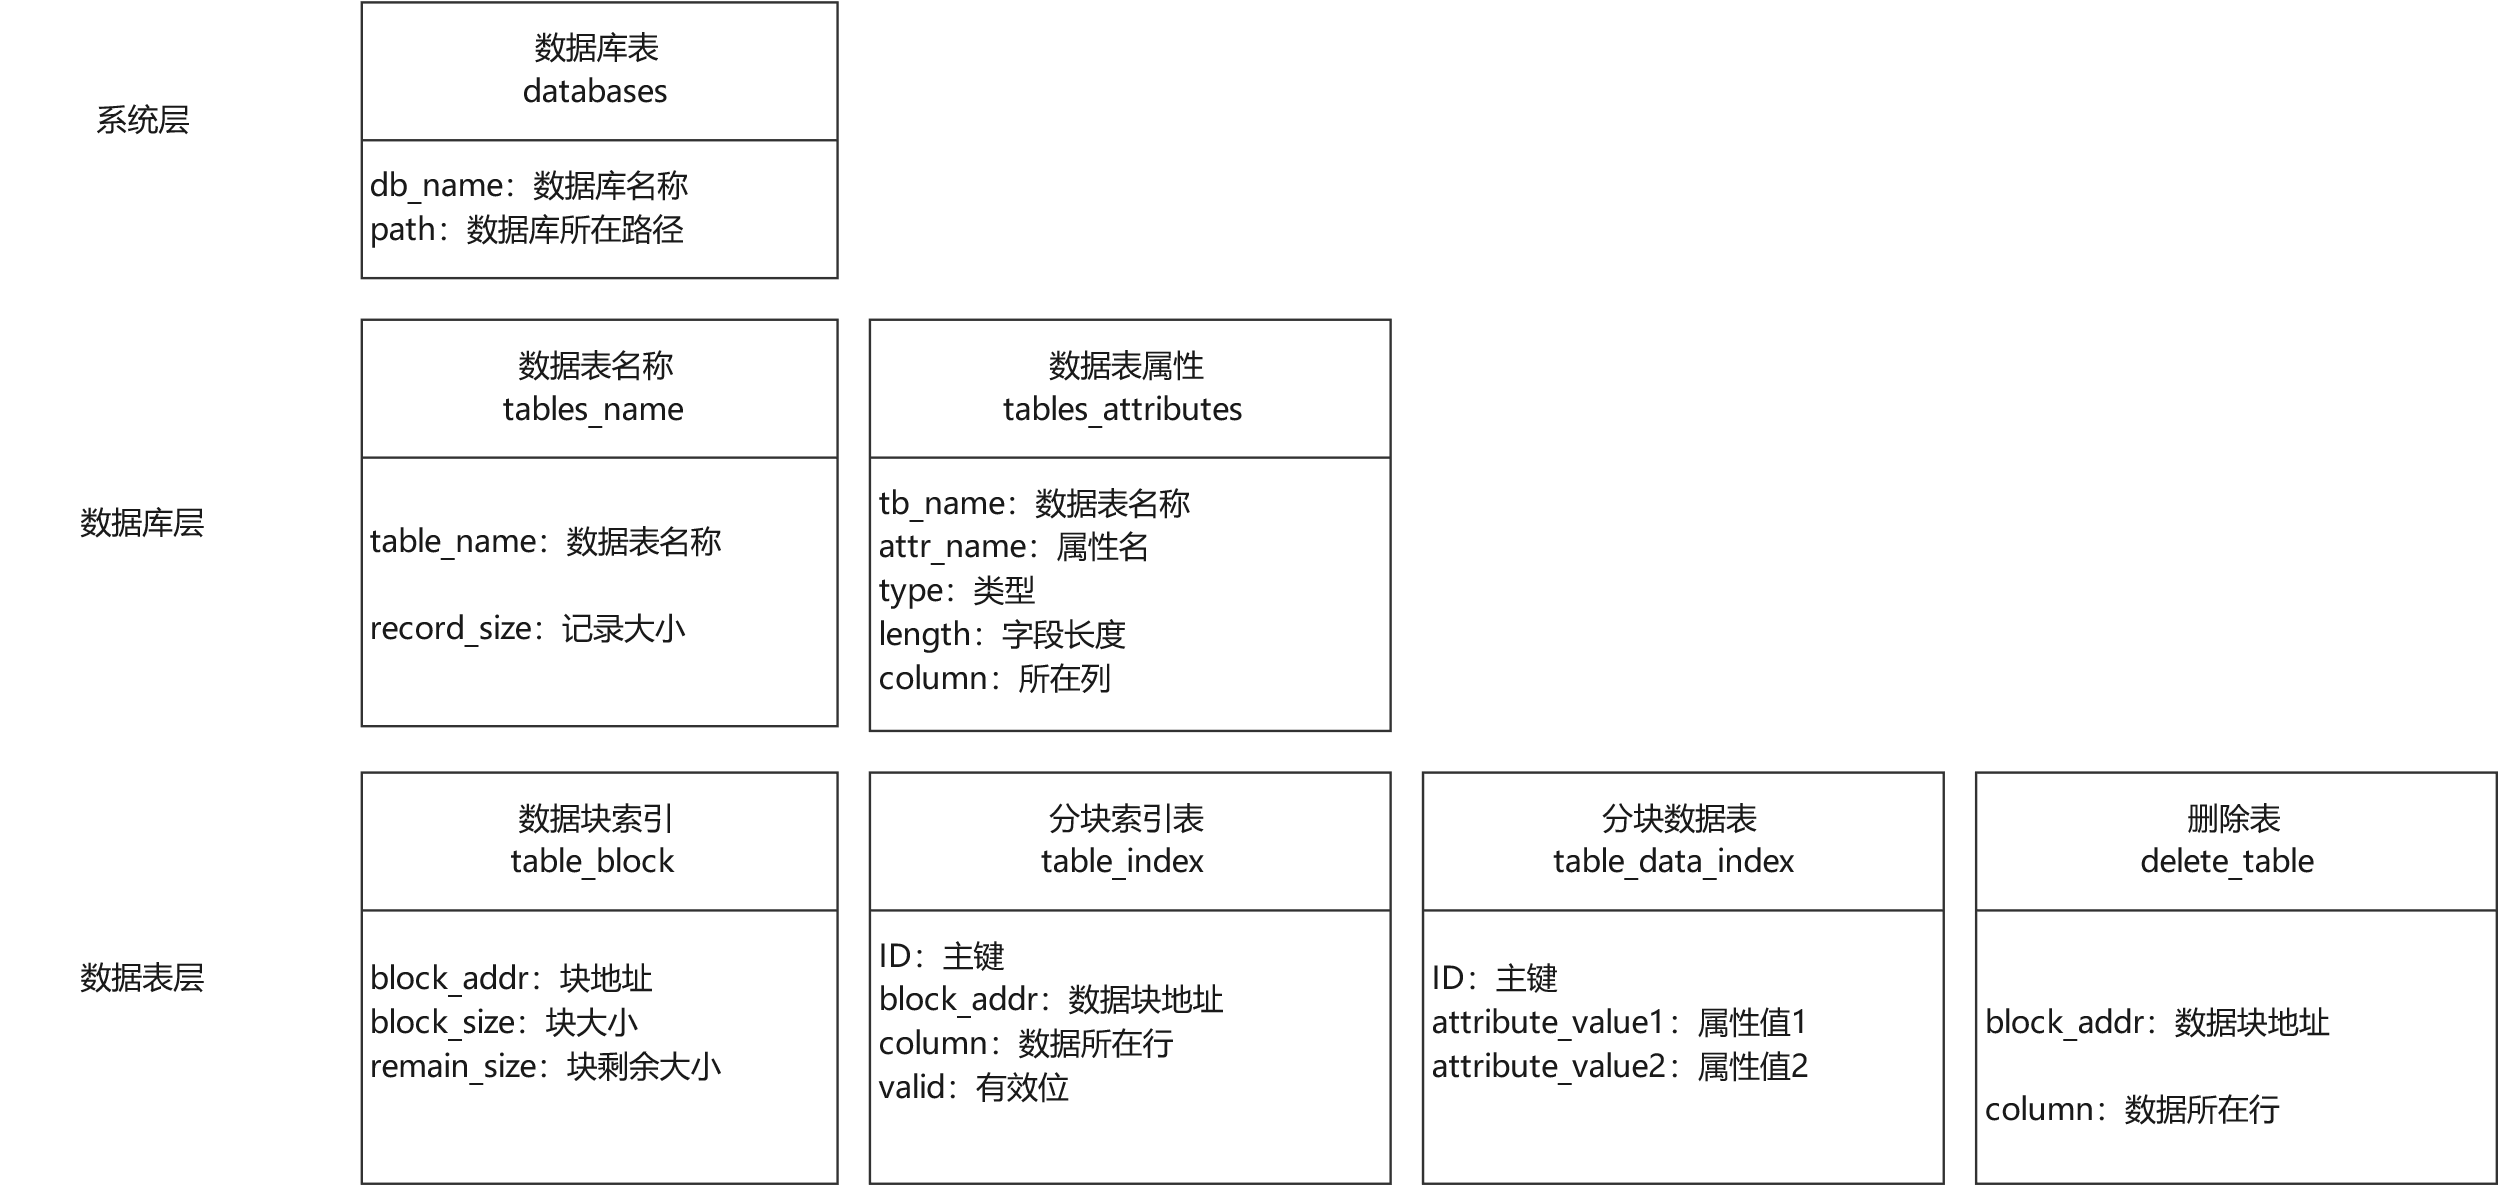 系统层
数据库表
databases
db_name：数据库名称
path：数据库所在路径
数据库层
数据表名称
tables_name
table_name：数据表名称
record_size：记录大小
数据表属性
tables_attributes
tb_name：数据表名称
attr_name：属性名
type：类型
length：字段长度
column：所在列
数据表层
数据块索引
table_block
block_addr：块地址
block_size：块大小
remain_size：块剩余大小
分块索引表
table_index
ID：主键
block_addr：数据块地址
column：数据所在行
valid：有效位
分块数据表
table_data_index
ID：主键
attribute_value1：属性值1
attribute_value2：属性值2
删除表
delete_table
block_addr：数据块地址
column：数据所在行